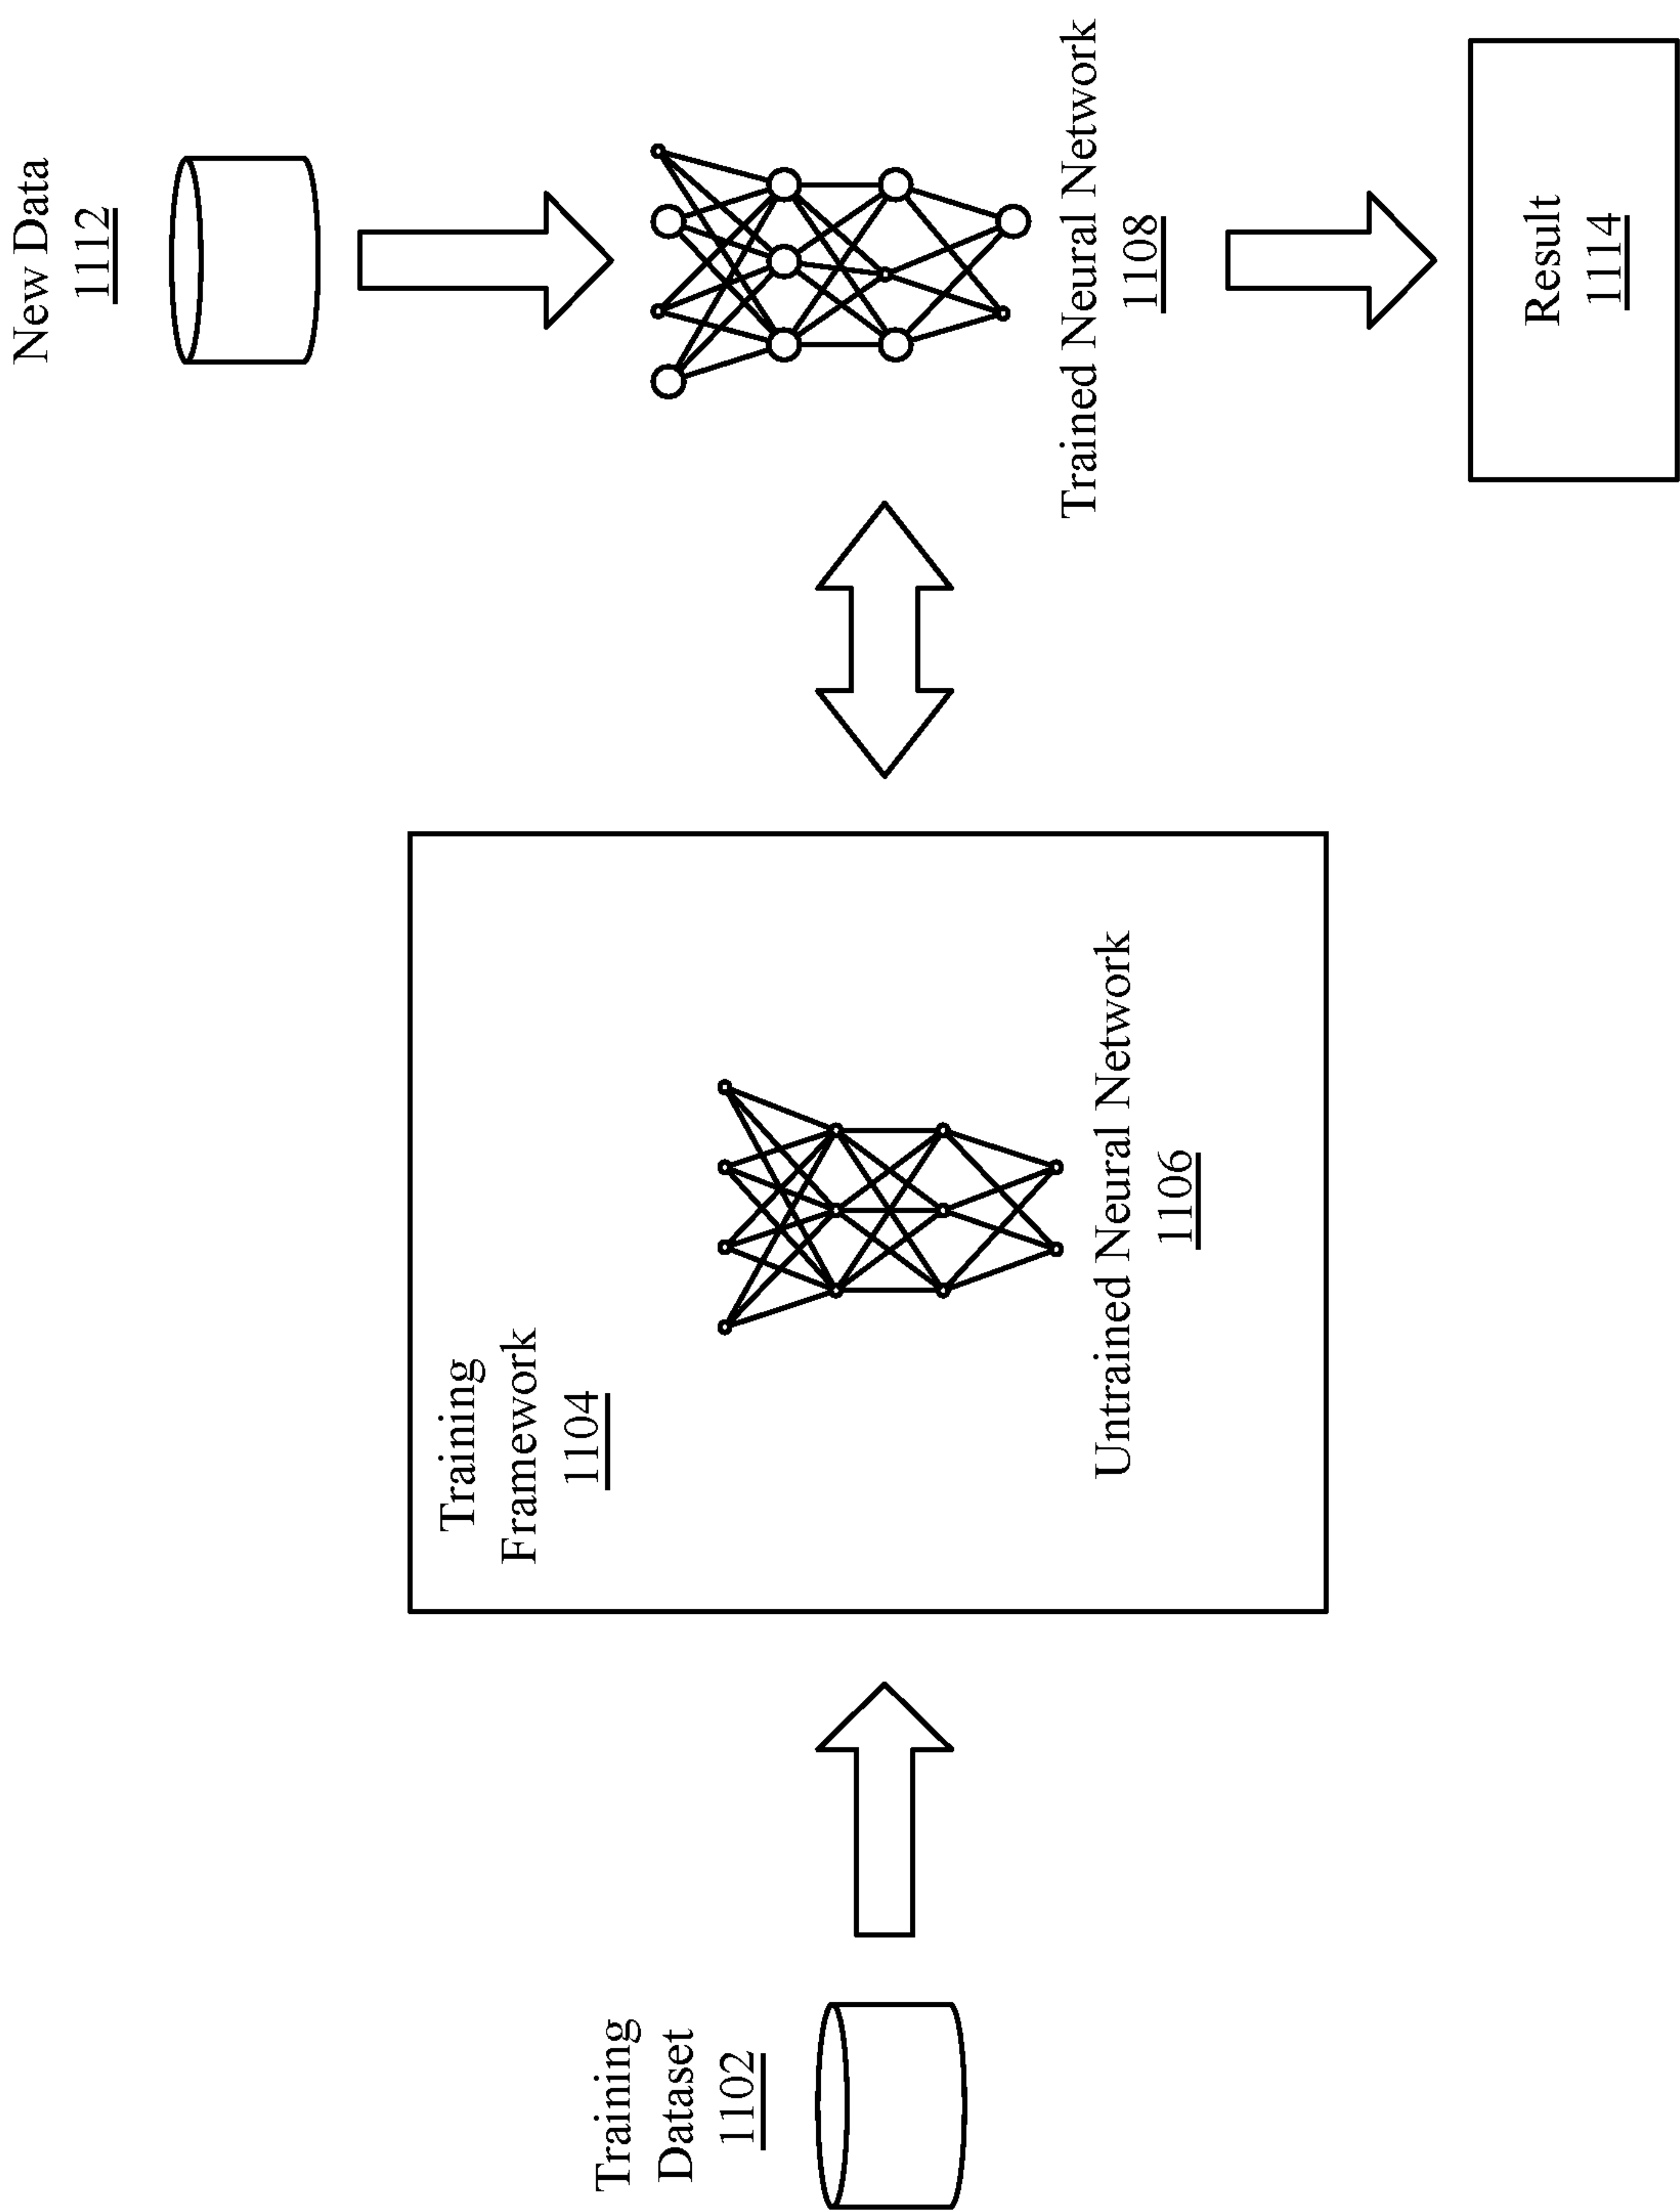 Training
Dataset
1102
Training
Framework
1104
Untrained Neural Network
1106
New Data
1112
Trained Neural Network
1108
Result
1114